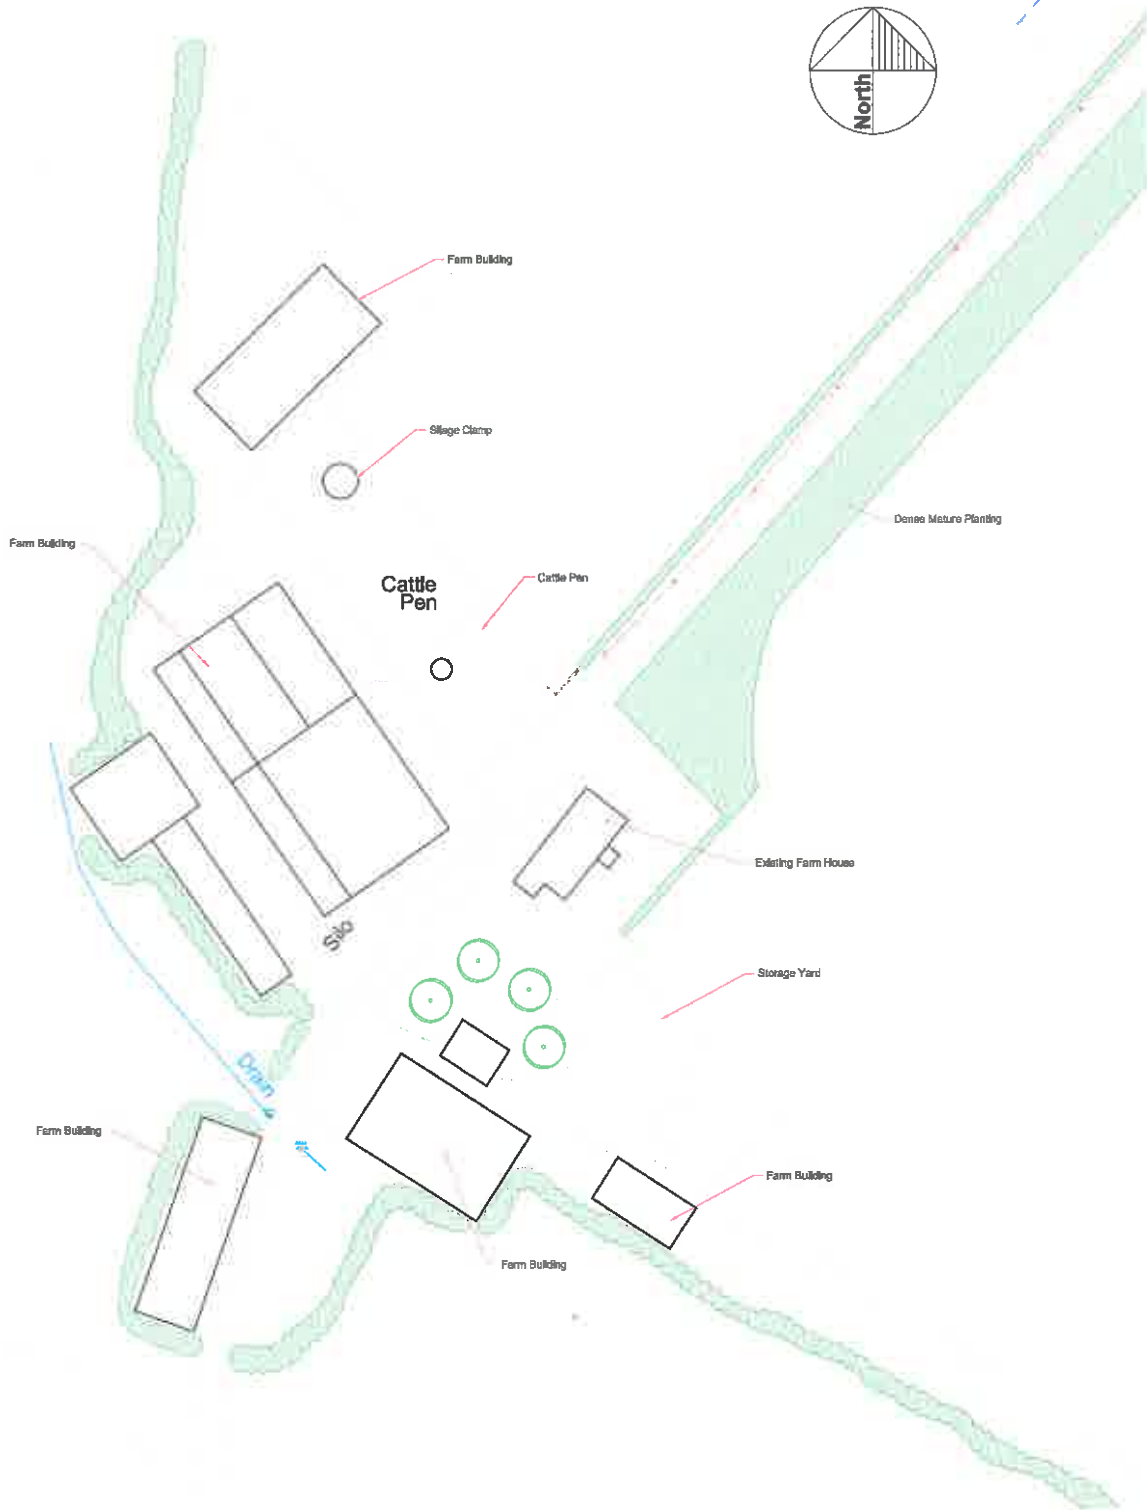 North
Farm Building
Silage Clamp
Dense Mature Planting
Farm Building
Cattle
Pen
Cattle Pen
Existing Farm House
Silo
Storage Yard
Drain
Farm Building
Farm Building
Farm Building